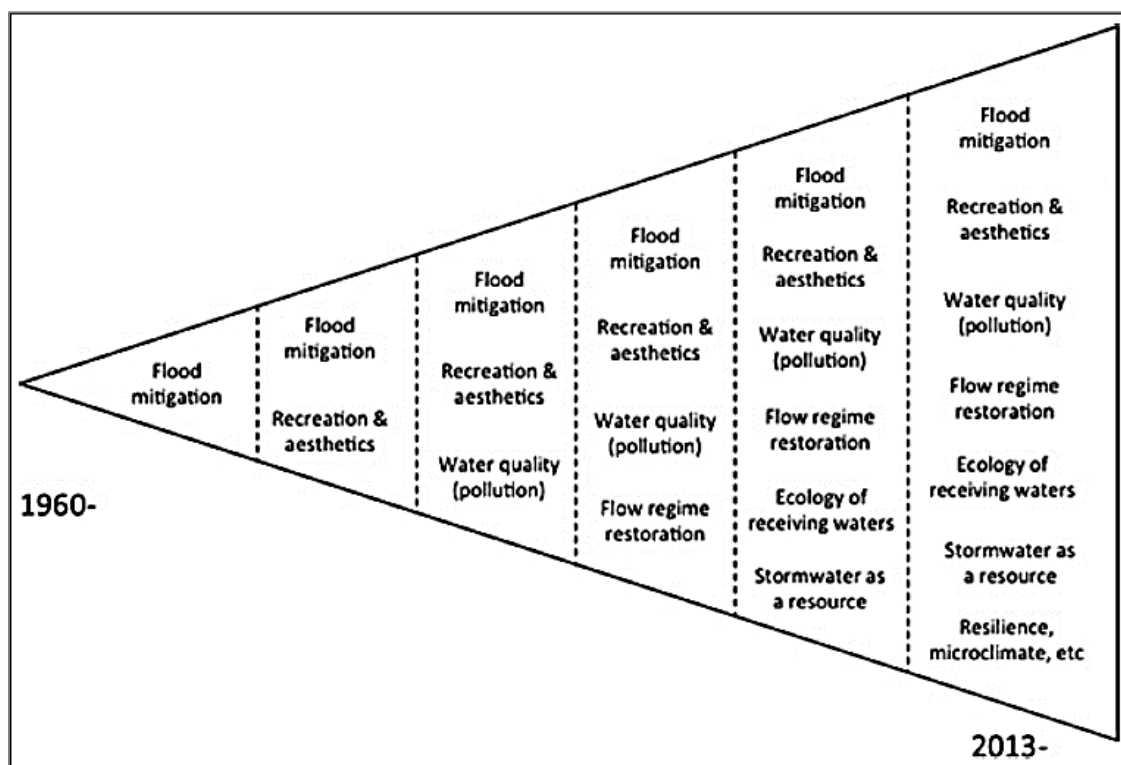 Flood
mitigation
1960-
Flood
mitigation
Recreation &
aesthetics
Flood
mitigation
Recreation &
aesthetics
Water quality
(pollution)
Flood
mitigation
Recreation &
aesthetics
Water quality
(pollution)
Flow regime
restoration
Flood
mitigation
Recreation &
aesthetics
Water quality
(pollution)
Flow regime
restoration
Ecology of
receiving waters
Stormwater as
a resource
Flood
mitigation
Recreation &
aesthetics
Water quality
(pollution)
Flow regime
restoration
Ecology of
receiving waters
Stormwater as
a resource
Resilience,
microclimate, etc
2013-